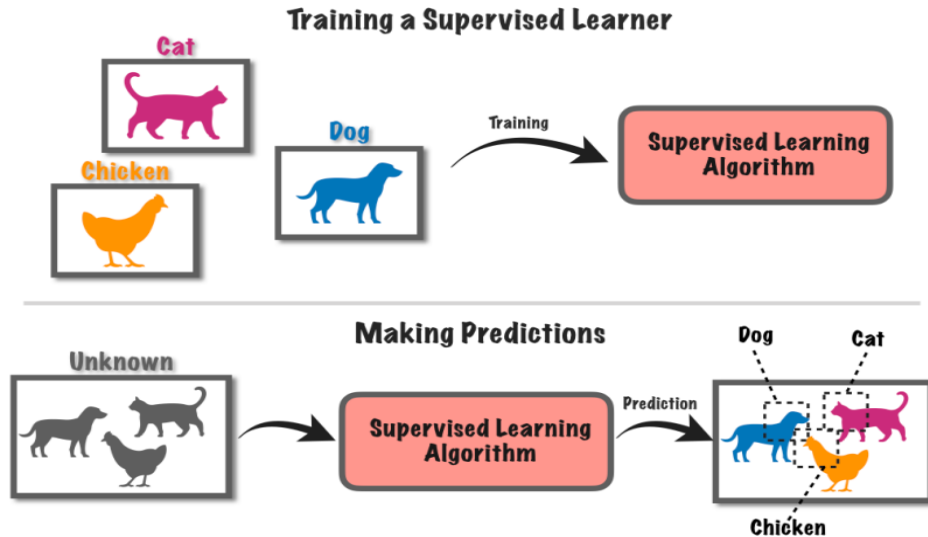 Training a Supervised Learner
Cat
Dog
Chicken
Training
Supervised Learning
Algorithm
Making Predictions
Unknown
Supervised Learning
Algorithm
Prediction
Dog
Cat
Chicken